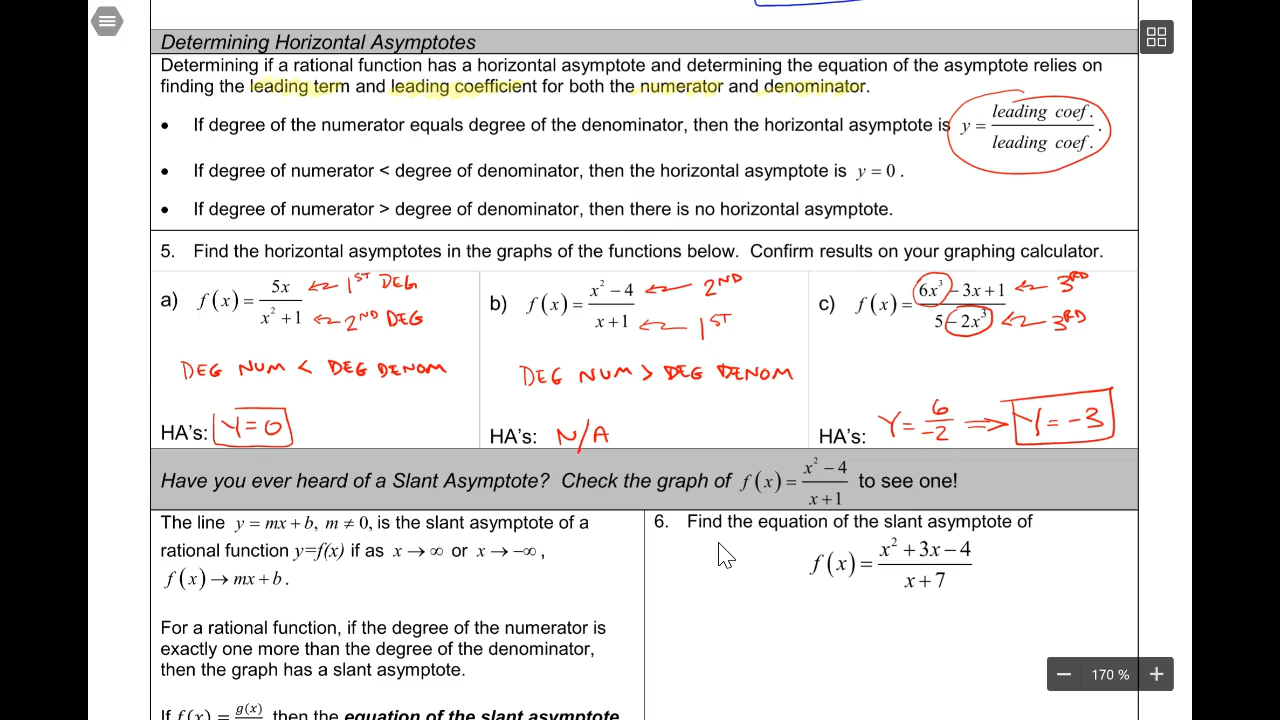 Determining Horizontal Asymptotes
Determining if a rational function has a horizontal asymptote and determining the equation of the asymptote relies on
finding the leading term and leading coefficient for both the numerator and denominator.
• If degree of the numerator equals degree of the denominator, then the horizontal asymptote is y = leading coef. / leading coef. .
• If degree of numerator < degree of denominator, then the horizontal asymptote is y = 0 .
• If degree of numerator > degree of denominator, then there is no horizontal asymptote.
5. Find the horizontal asymptotes in the graphs of the functions below. Confirm results on your graphing calculator.
a) f(x) = 5x / x² + 1
← 1ST DEG
← 2ND DEG
DEG NUM < DEG DENOM
HA's: Y = 0
b) f(x) = x² − 4 / x + 1
← 2ND
← 1ST
DEG NUM > DEG DENOM
HA's: N/A
c) f(x) = 6x³ − 3x + 1 / 5 − 2x³
← 3RD
← 3RD
HA's: Y = 6 / −2 ⇒ Y = −3
Have you ever heard of a Slant Asymptote? Check the graph of f(x) = x² − 4 / x + 1 to see one!
The line y = mx + b, m ≠ 0, is the slant asymptote of a
rational function y=f(x) if as x → ∞ or x → −∞ ,
f(x) → mx + b .
For a rational function, if the degree of the numerator is
exactly one more than the degree of the denominator,
then the graph has a slant asymptote.
If f(x) = g(x) then the equation of the slant asymptote
6. Find the equation of the slant asymptote of
f(x) = x² + 3x − 4 / x + 7
− 170 % +